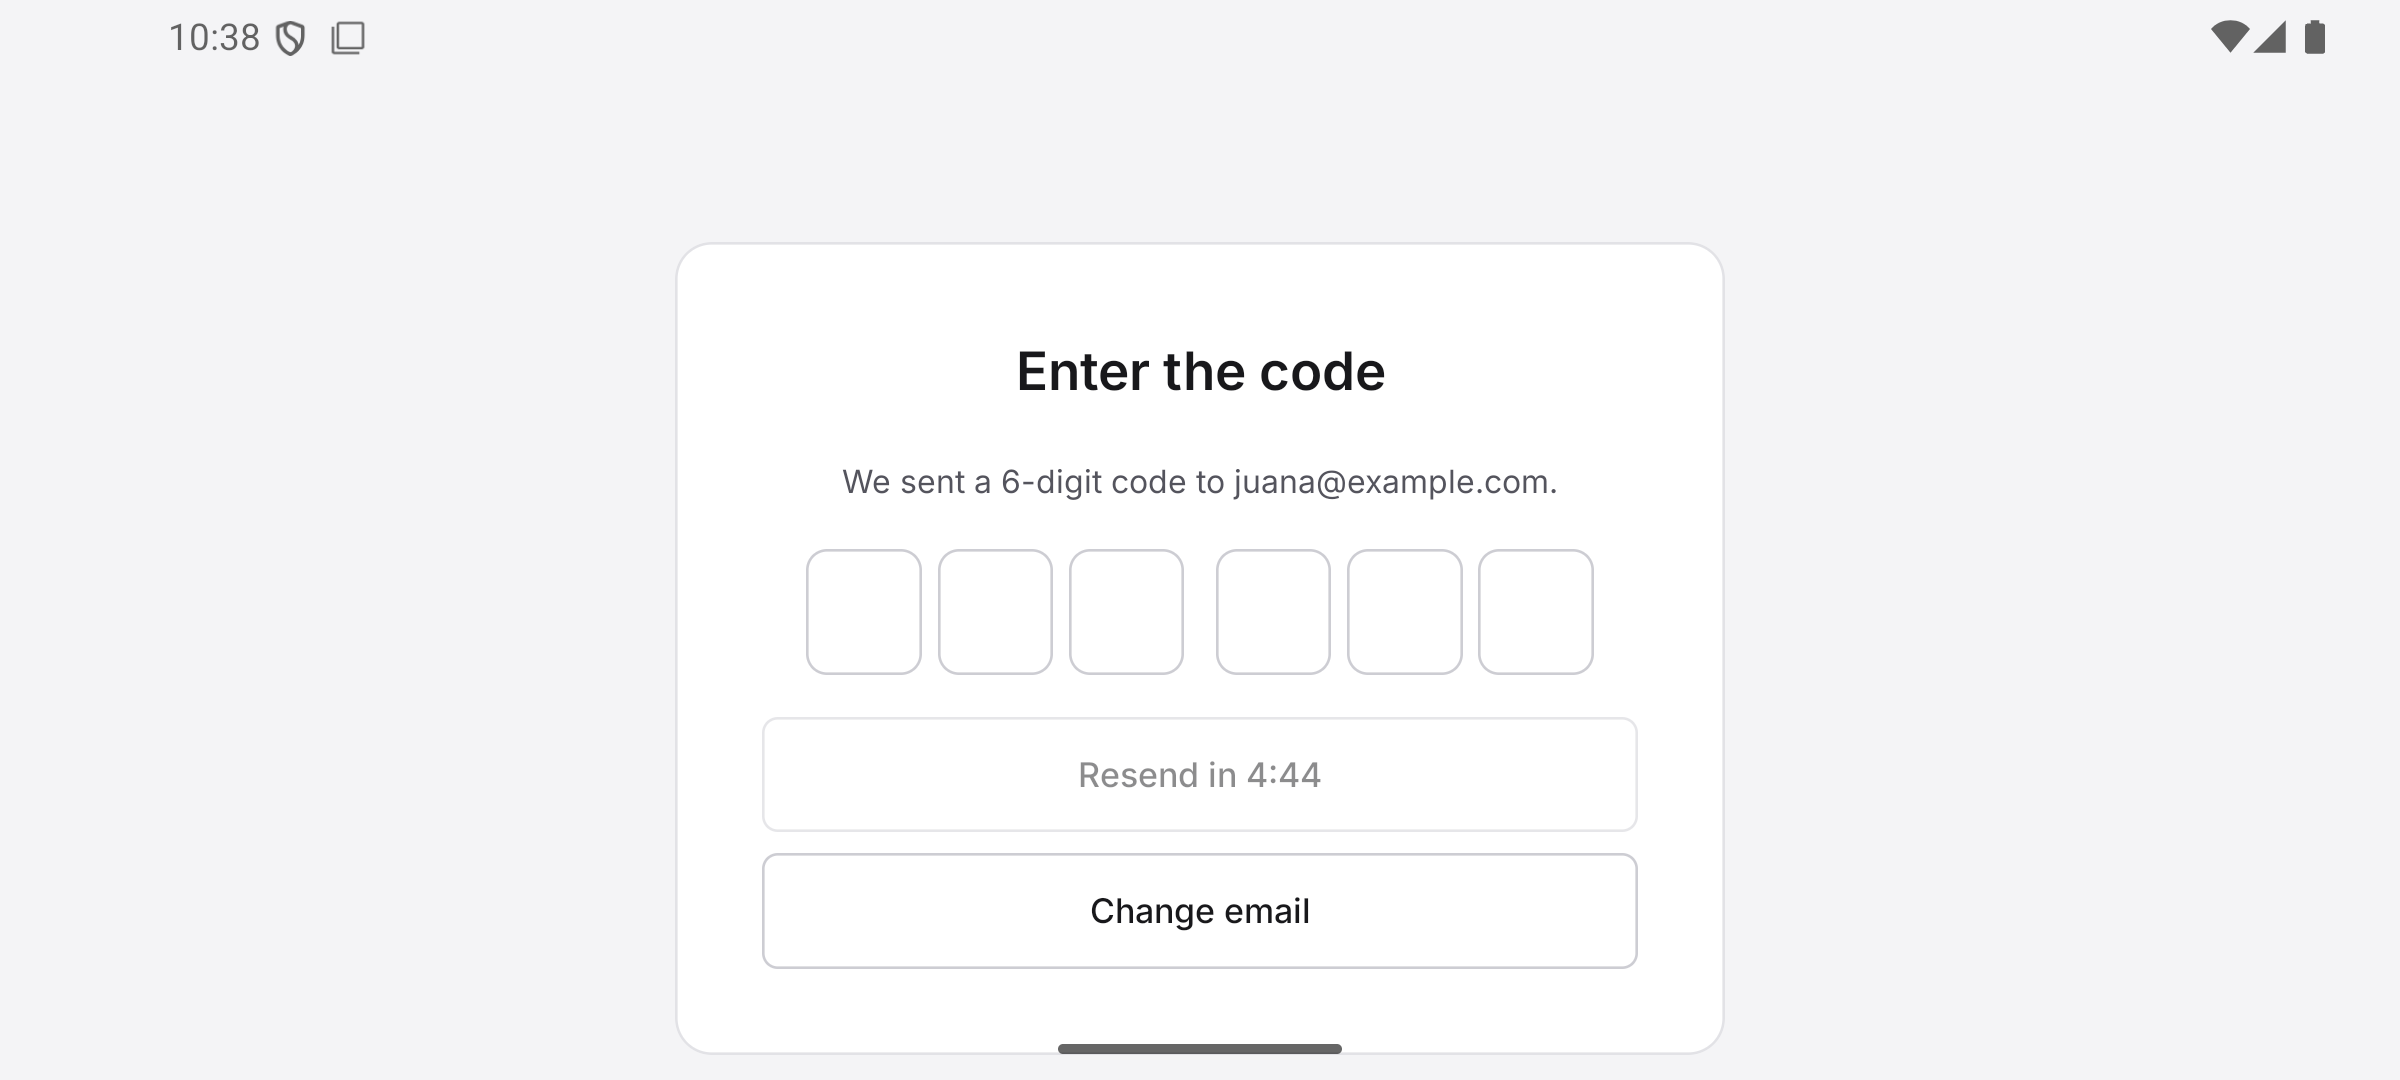 10:38
Enter the code
We sent a 6-digit code to juana@example.com.
Resend in 4:44
Change email